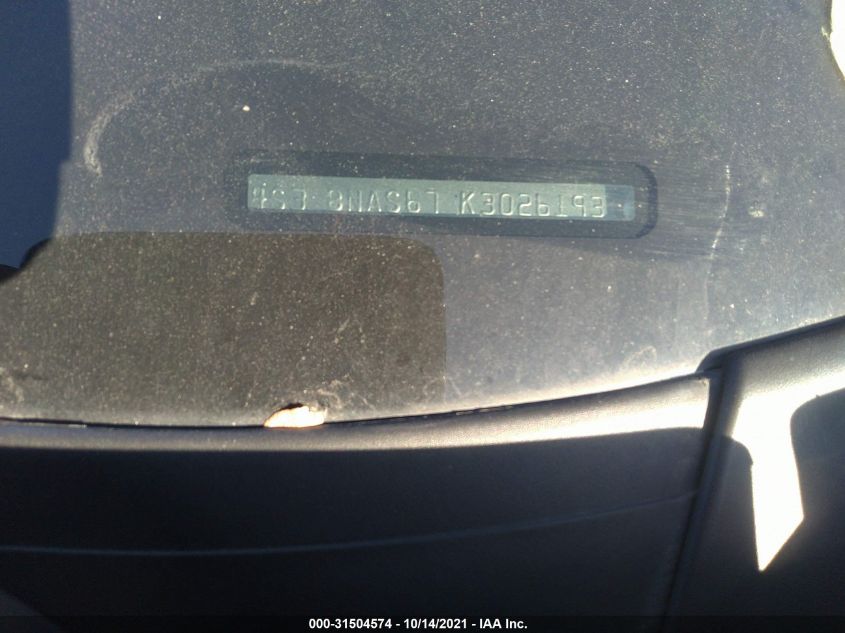 4S3 BNAS67 K3026193
000-31504574 - 10/14/2021 - IAA Inc.